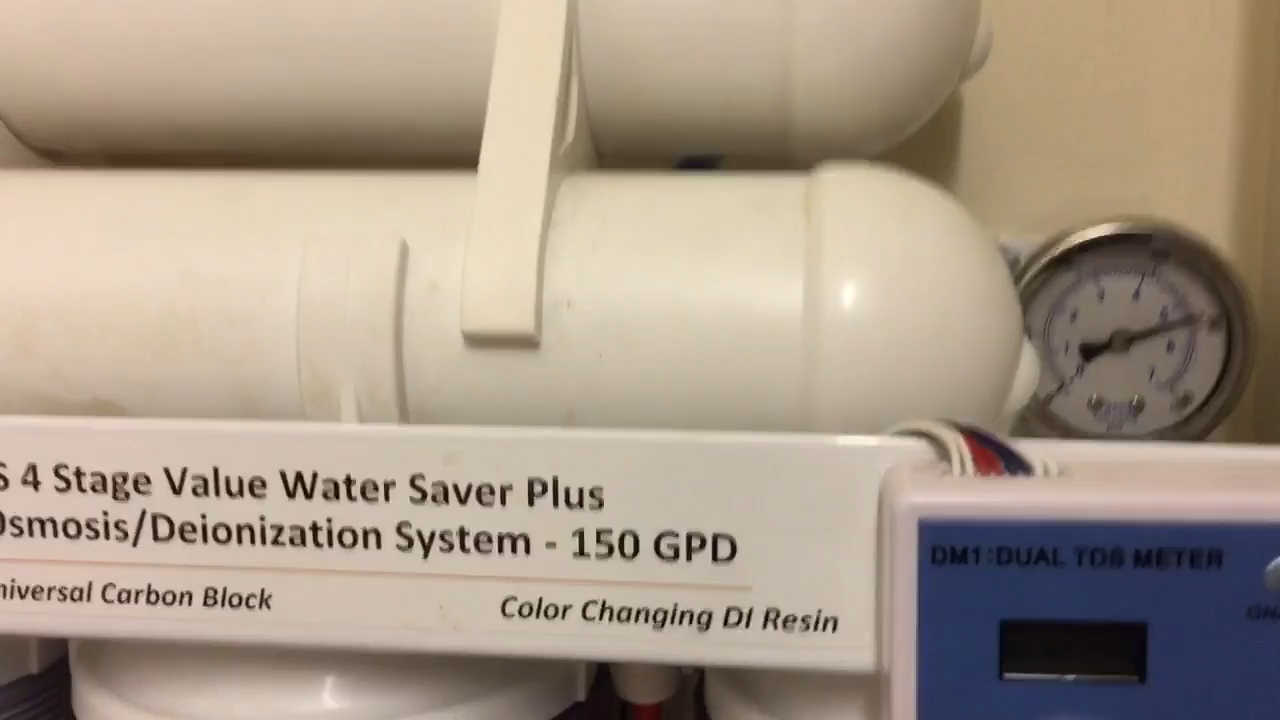 S 4 Stage Value Water Saver Plus
Osmosis/Deionization System - 150 GPD
niversal Carbon Block
Color Changing DI Resin
DM1:DUAL TDS METER